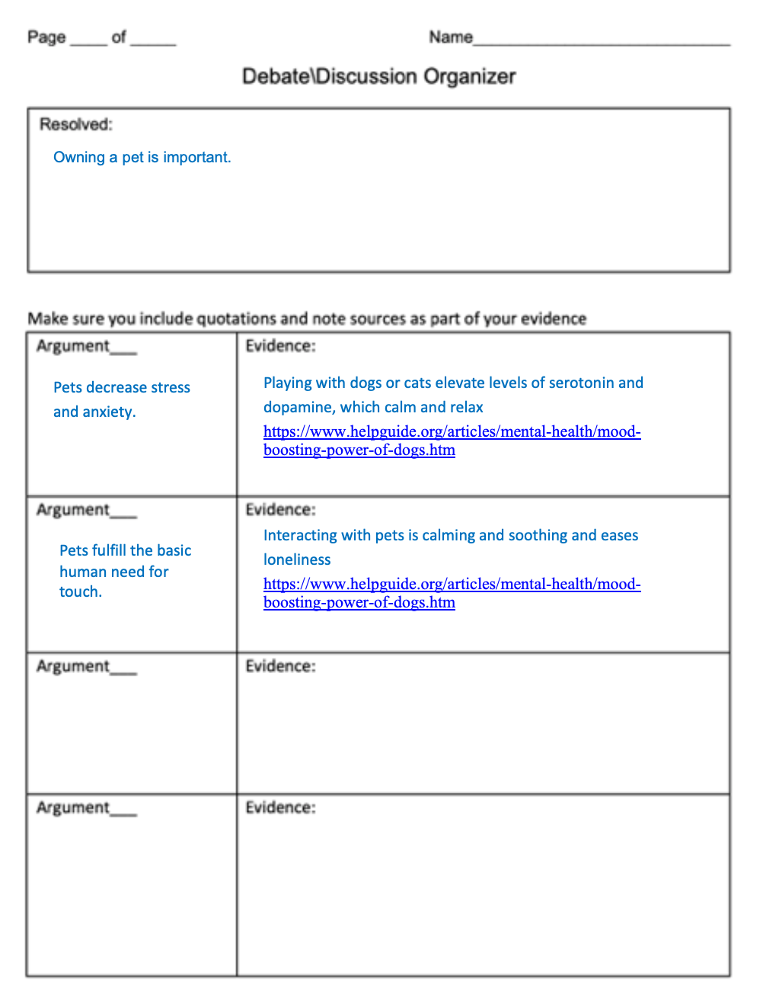 Page ____ of _____ Name____________________________
Debate\Discussion Organizer
Resolved:
Owning a pet is important.
Make sure you include quotations and note sources as part of your evidence
Argument___
Pets decrease stress
and anxiety.
Evidence:
Playing with dogs or cats elevate levels of serotonin and
dopamine, which calm and relax
https://www.helpguide.org/articles/mental-health/mood-
boosting-power-of-dogs.htm
Argument___
Pets fulfill the basic
human need for
touch.
Evidence:
Interacting with pets is calming and soothing and eases
loneliness
https://www.helpguide.org/articles/mental-health/mood-
boosting-power-of-dogs.htm
Argument___
Evidence:
Argument___
Evidence: